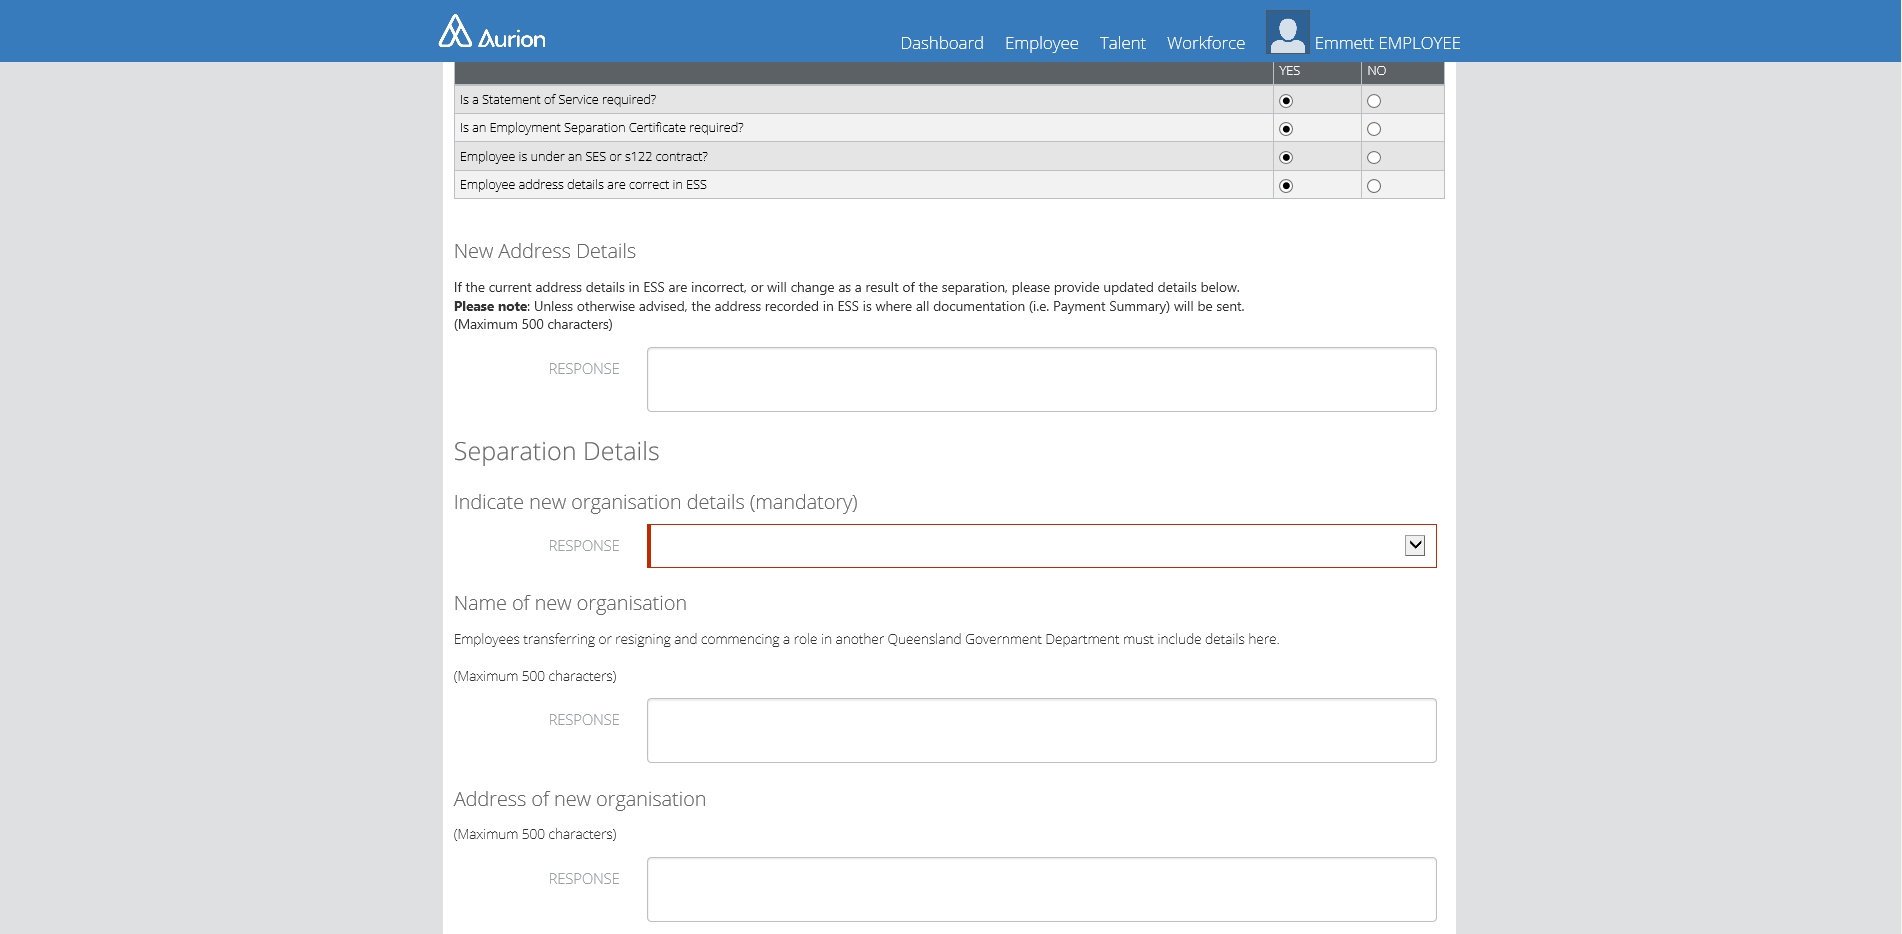 Aurion
Dashboard Employee Talent Workforce Emmett EMPLOYEE
YES NO
Is a Statement of Service required?
Is an Employment Separation Certificate required?
Employee is under an SES or s122 contract?
Employee address details are correct in ESS
New Address Details
If the current address details in ESS are incorrect, or will change as a result of the separation, please provide updated details below.
Please note: Unless otherwise advised, the address recorded in ESS is where all documentation (i.e. Payment Summary) will be sent.
(Maximum 500 characters)
RESPONSE
Separation Details
Indicate new organisation details (mandatory)
RESPONSE
Name of new organisation
Employees transferring or resigning and commencing a role in another Queensland Government Department must include details here.
(Maximum 500 characters)
RESPONSE
Address of new organisation
(Maximum 500 characters)
RESPONSE